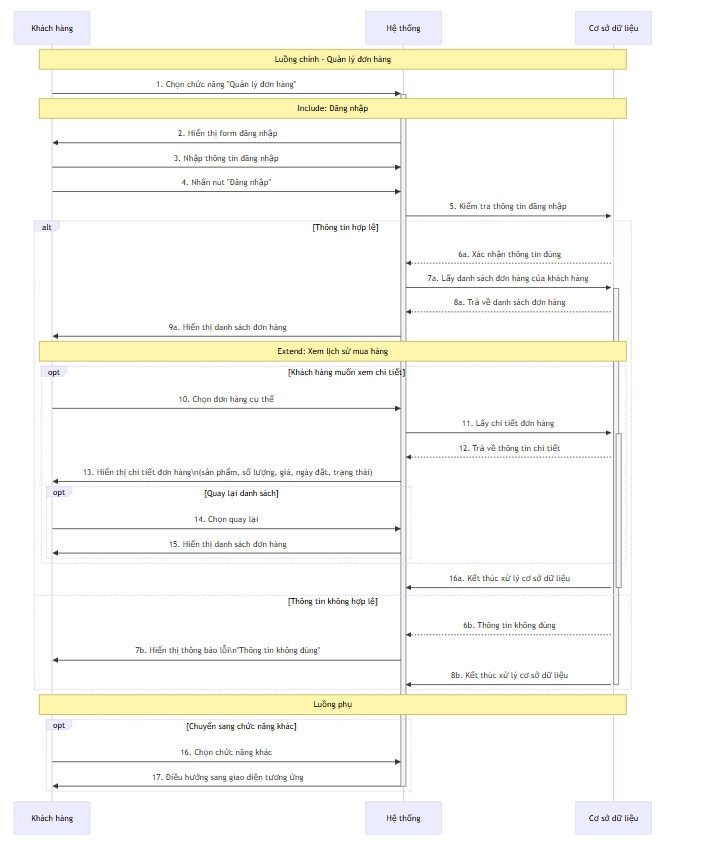 Khách hàng
Hệ thống
Cơ sở dữ liệu
Luồng chính - Quản lý đơn hàng
1. Chọn chức năng "Quản lý đơn hàng"
Include: Đăng nhập
2. Hiển thị form đăng nhập
3. Nhập thông tin đăng nhập
4. Nhấn nút "Đăng nhập"
5. Kiểm tra thông tin đăng nhập
alt
[Thông tin hợp lệ]
6a. Xác nhận thông tin đúng
7a. Lấy danh sách đơn hàng của khách hàng
8a. Trả về danh sách đơn hàng
9a. Hiển thị danh sách đơn hàng
Extend: Xem lịch sử mua hàng
opt
[Khách hàng muốn xem chi tiết]
10. Chọn đơn hàng cụ thể
11. Lấy chi tiết đơn hàng
12. Trả về thông tin chi tiết
13. Hiển thị chi tiết đơn hàng\n(sản phẩm, số lượng, giá, ngày đặt, trạng thái)
opt
[Quay lại danh sách]
14. Chọn quay lại
15. Hiển thị danh sách đơn hàng
16a. Kết thúc xử lý cơ sở dữ liệu
[Thông tin không hợp lệ]
6b. Thông tin không đúng
7b. Hiển thị thông báo lỗi\n"Thông tin không đúng"
8b. Kết thúc xử lý cơ sở dữ liệu
Luồng phụ
opt
[Chuyển sang chức năng khác]
16. Chọn chức năng khác
17. Điều hướng sang giao diện tương ứng
Khách hàng
Hệ thống
Cơ sở dữ liệu